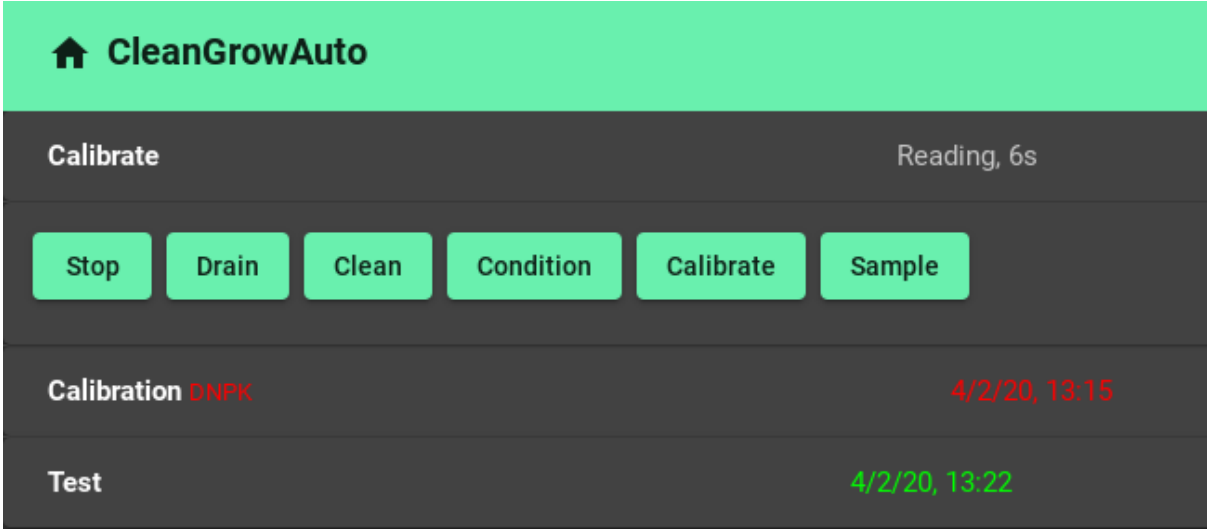 CleanGrowAuto
Calibrate Reading, 6s
Stop Drain Clean Condition Calibrate Sample
Calibration DNPK 4/2/20, 13:15
Test 4/2/20, 13:22